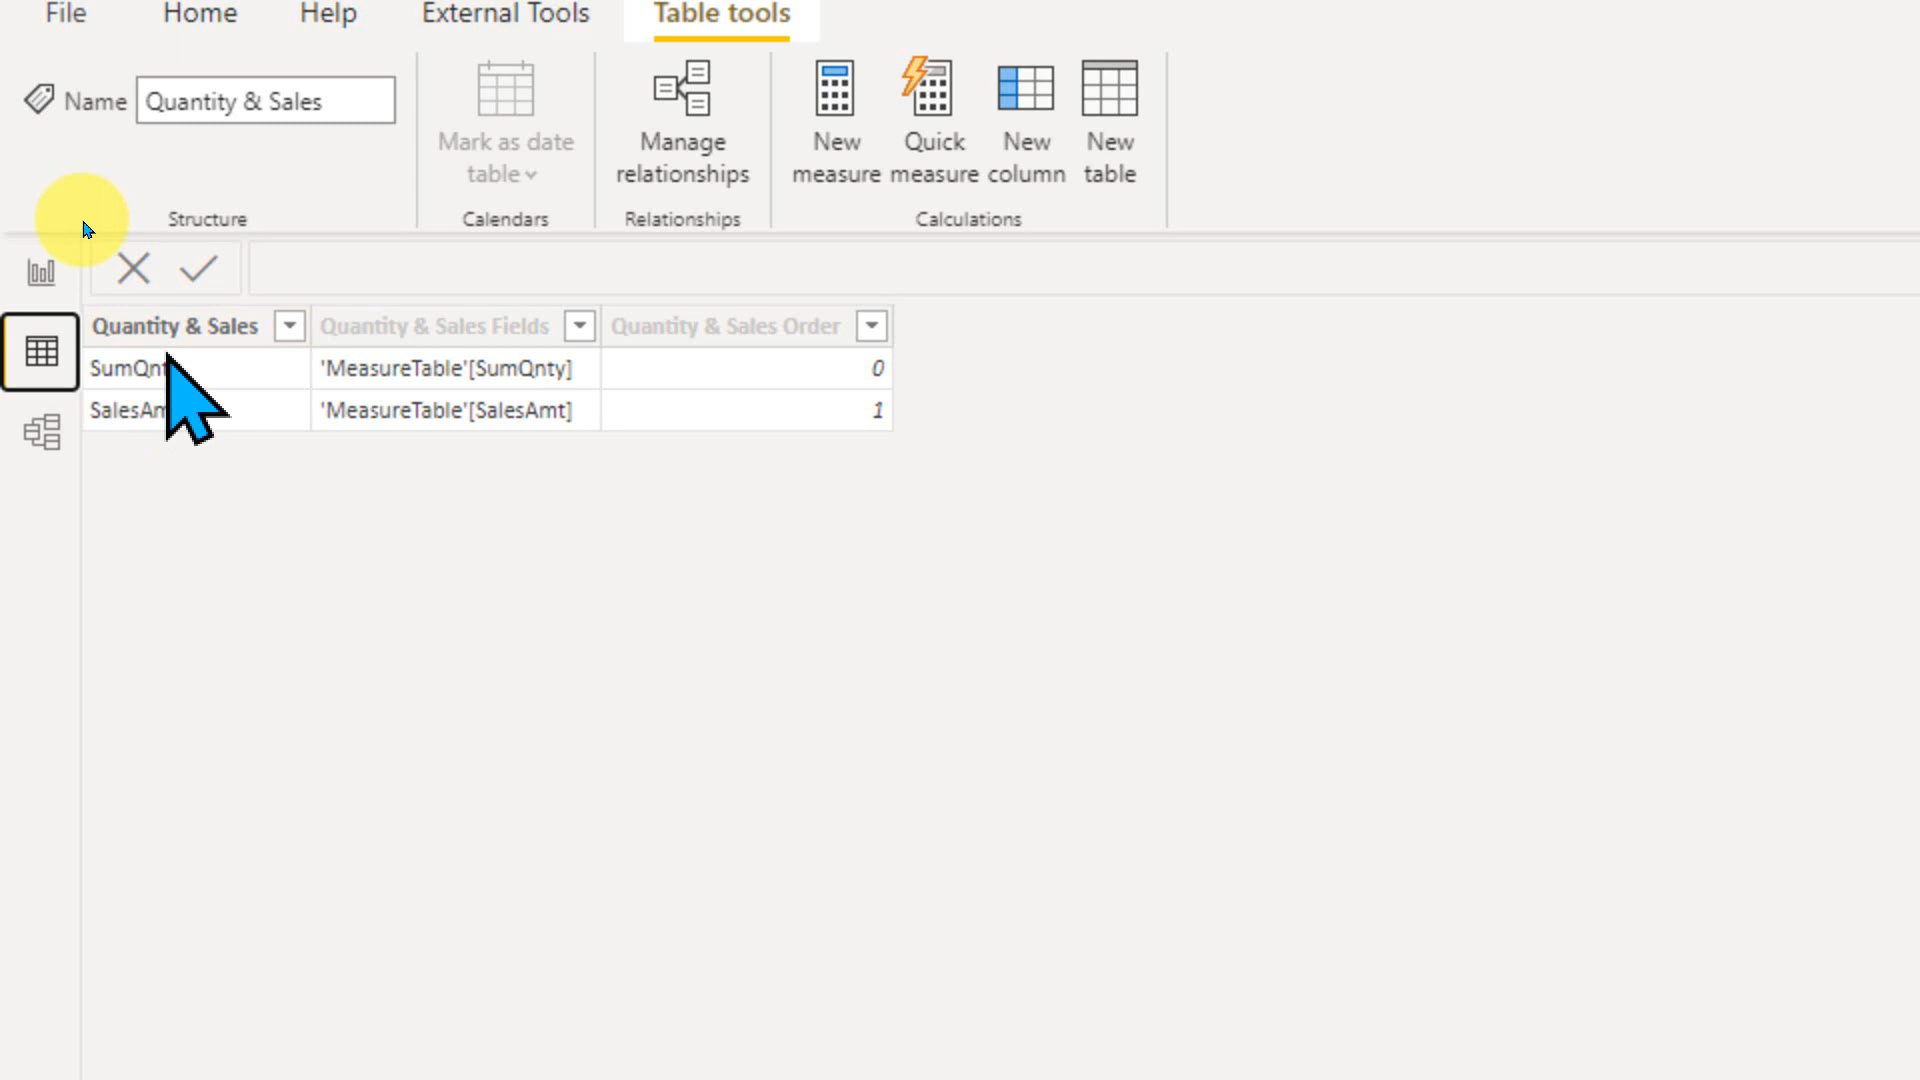 File Home Help External Tools Table tools
Name Quantity & Sales
Mark as date table
Manage relationships
New measure
Quick measure
New column
New table
Structure Calendars Relationships Calculations
Quantity & Sales Quantity & Sales Fields Quantity & Sales Order
'MeasureTable'[SumQnty] 0
'MeasureTable'[SalesAmt] 1